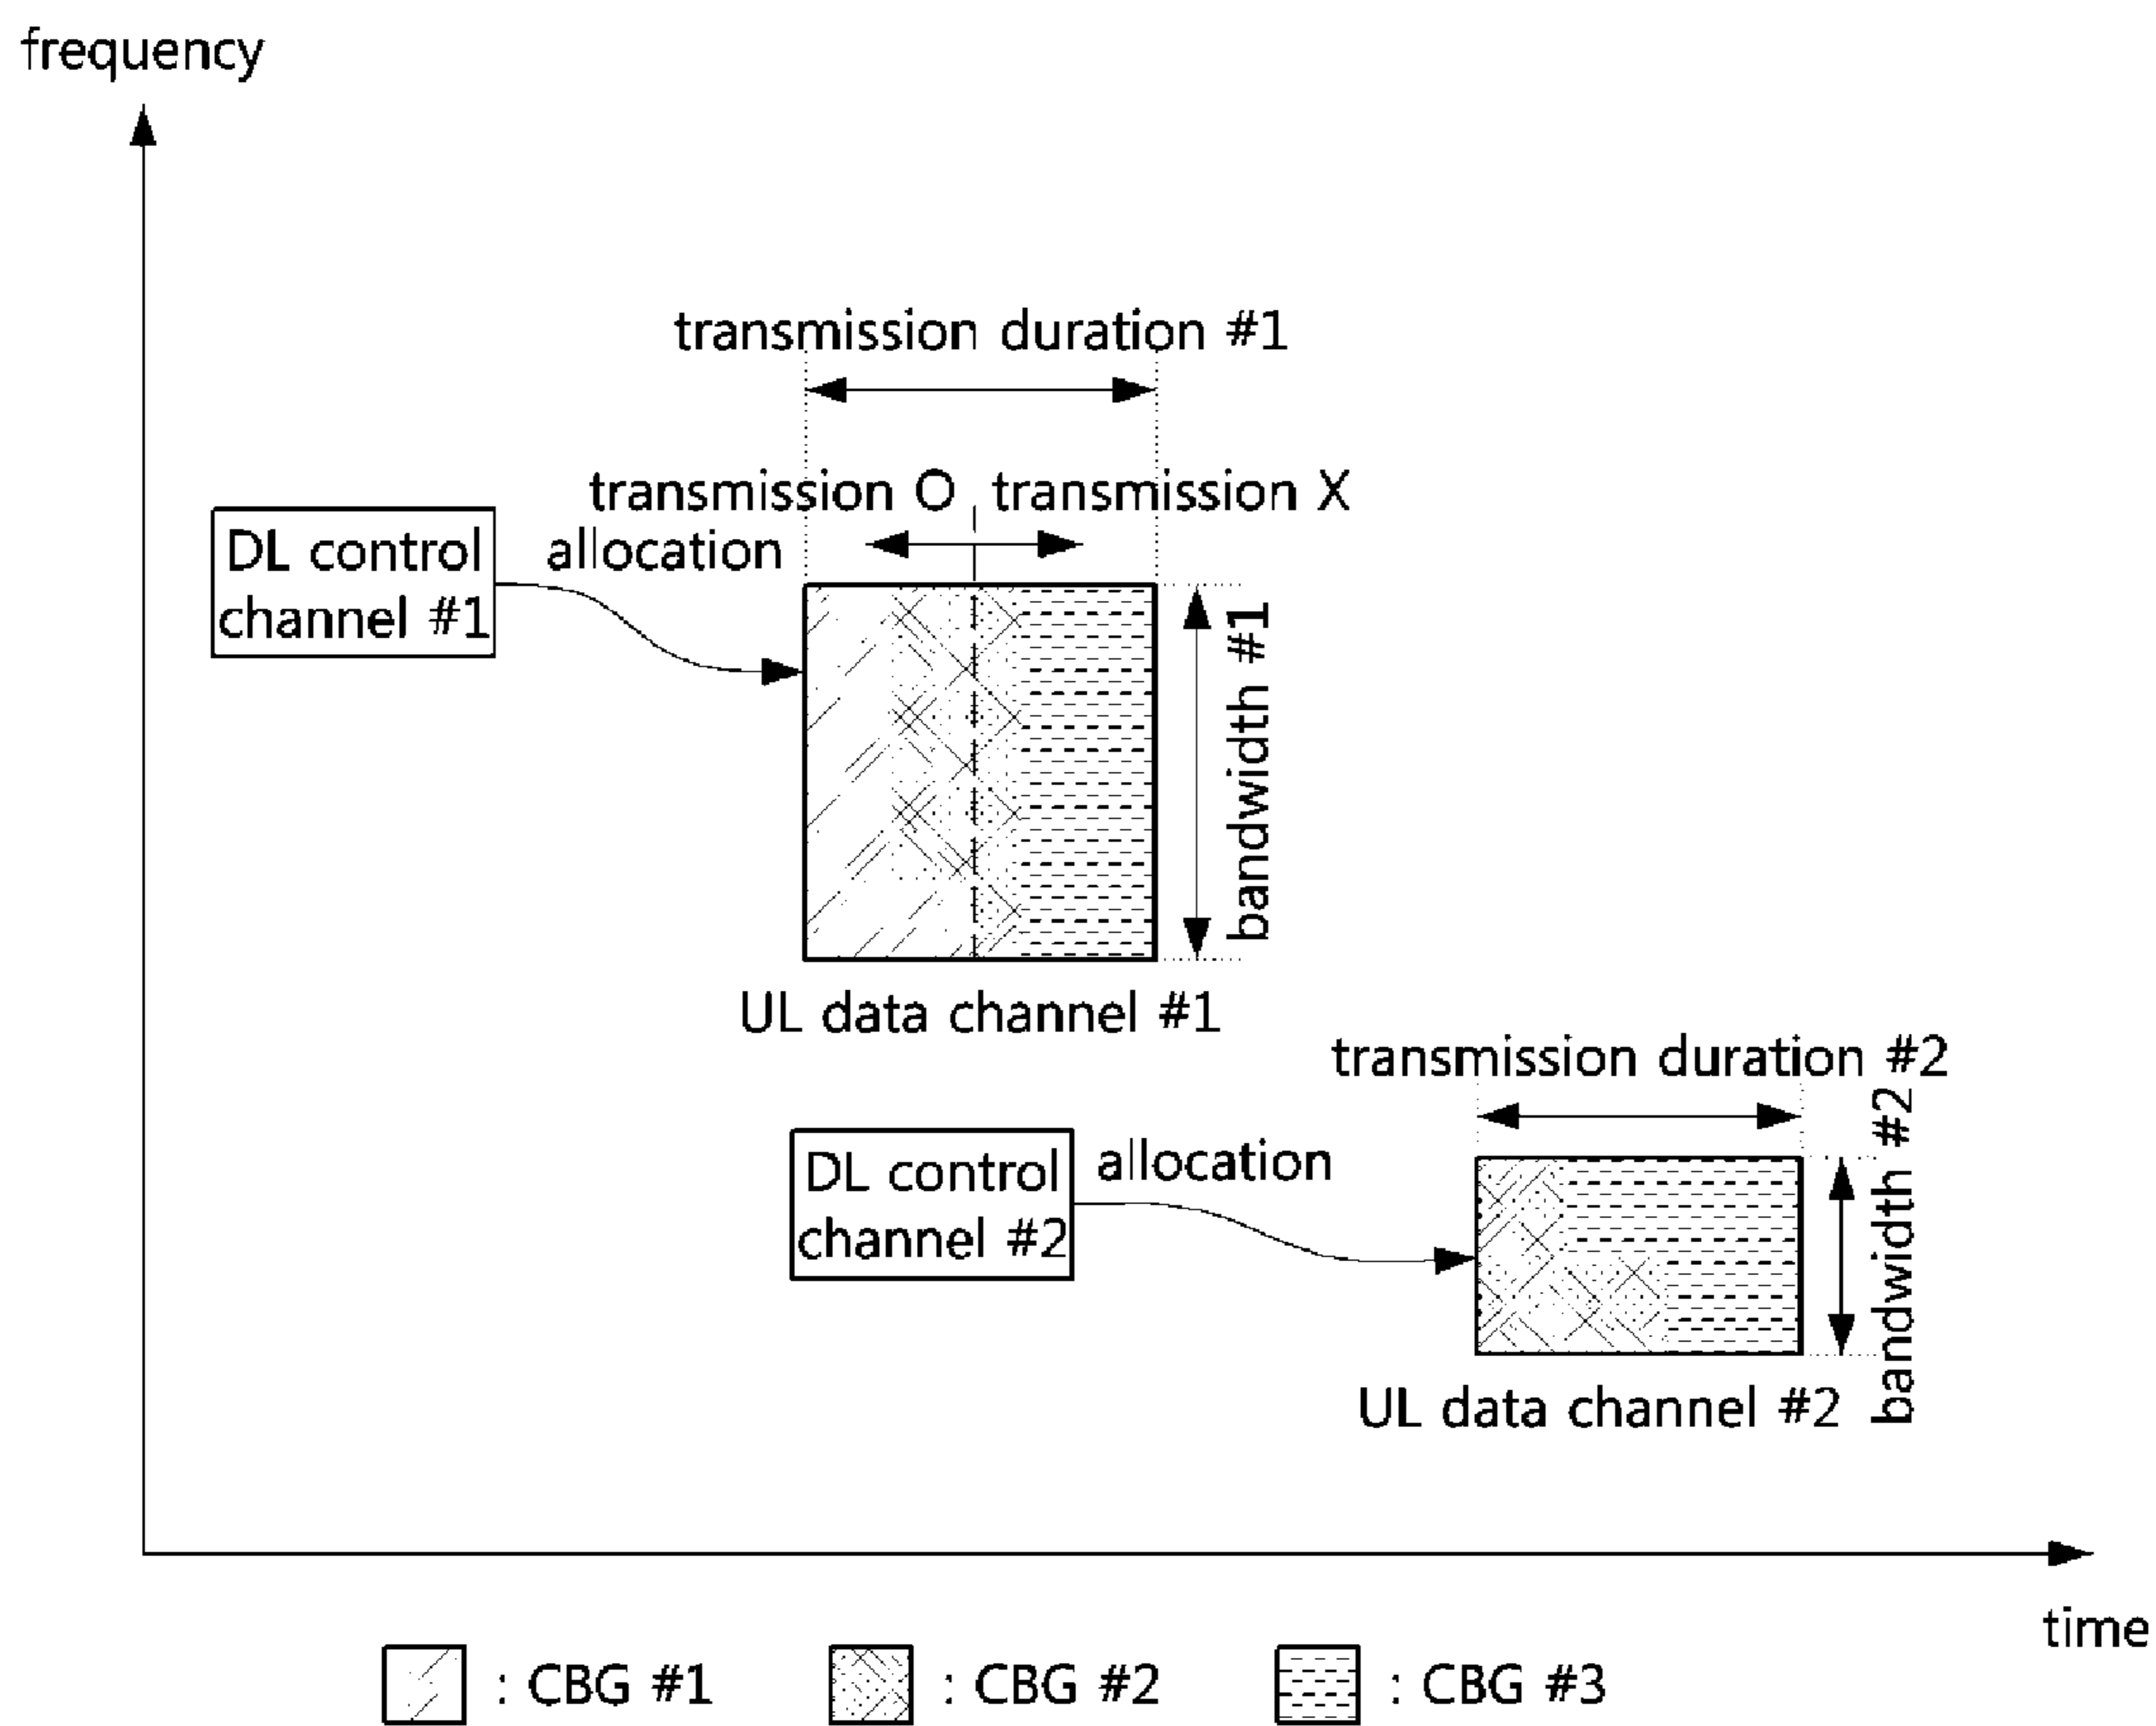 frequency
transmission duration #1
transmission O
transmission X
DL control
channel #1
allocation
bandwidth #1
UL data channel #1
transmission duration #2
DL control
channel #2
allocation
bandwidth #2
UL data channel #2
time
: CBG #1
: CBG #2
: CBG #3